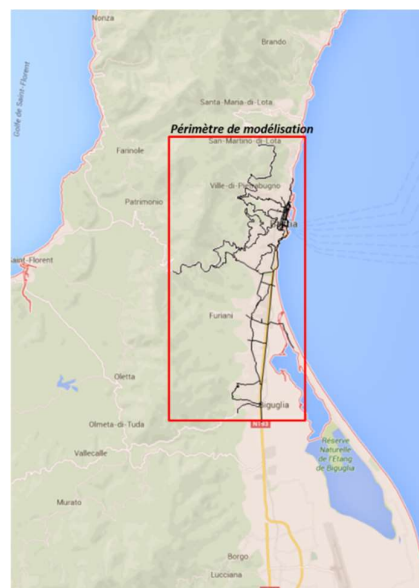 Nonza
Brando
Golfe de Saint-Florent
Santa-Maria-di-Lota
Périmètre de modélisation
San-Martino-di-Lota
Farinole
Ville-di-Pietrabugno
Patrimonio
Saint-Florent
Furiani
Oletta
Biguglia
Olmeta-di-Tuda
N193
Vallecalle
Réserve
Naturelle
de l'Étang
de Biguglia
Murato
Borgo
Lucciana